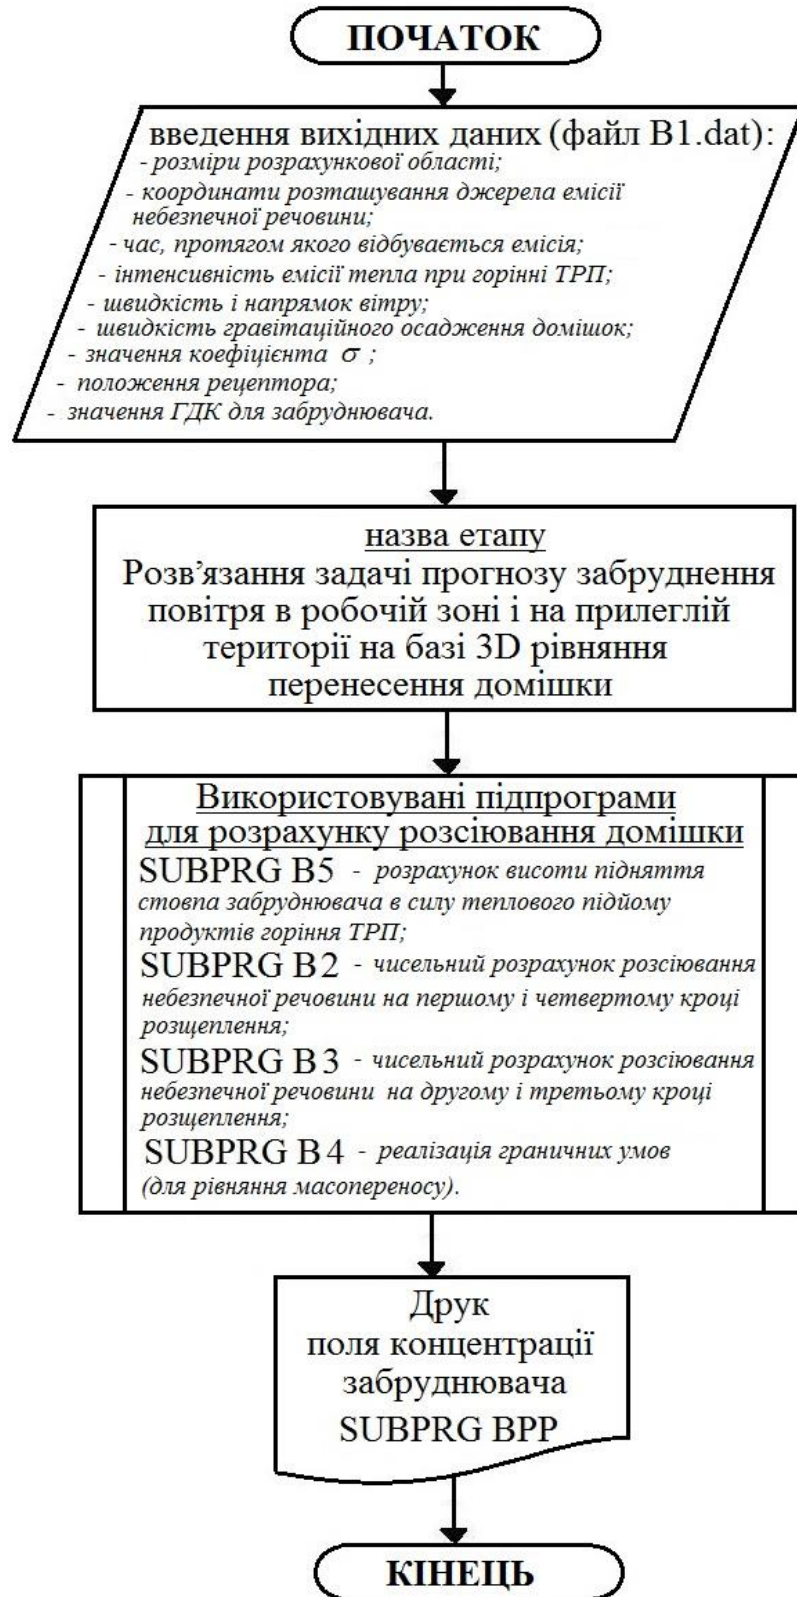 ПОЧАТОК
введення вихідних даних (файл B1.dat):
- розміри розрахункової області;
- координати розташування джерела емісії
небезпечної речовини;
- час, протягом якого відбувається емісія;
- інтенсивність емісії тепла при горінні ТРП;
- швидкість і напрямок вітру;
- швидкість гравітаційного осадження домішок;
- значення коефіцієнта σ ;
- положення рецептора;
- значення ГДК для забруднювача.
назва етапу
Розв'язання задачі прогнозу забруднення
повітря в робочій зоні і на прилеглій
території на базі 3D рівняння
перенесення домішки
Використовувані підпрограми
для розрахунку розсіювання домішки
SUBPRG B5 - розрахунок висоти підняття
стовпа забруднювача в силу теплового підйому
продуктів горіння ТРП;
SUBPRG B2 - чисельний розрахунок розсіювання
небезпечної речовини на першому і четвертому кроці
розщеплення;
SUBPRG B3 - чисельний розрахунок розсіювання
небезпечної речовини на другому і третьому кроці
розщеплення;
SUBPRG B4 - реалізація граничних умов
(для рівняння масопереносу).
Друк
поля концентрації
забруднювача
SUBPRG BPP
КІНЕЦЬ